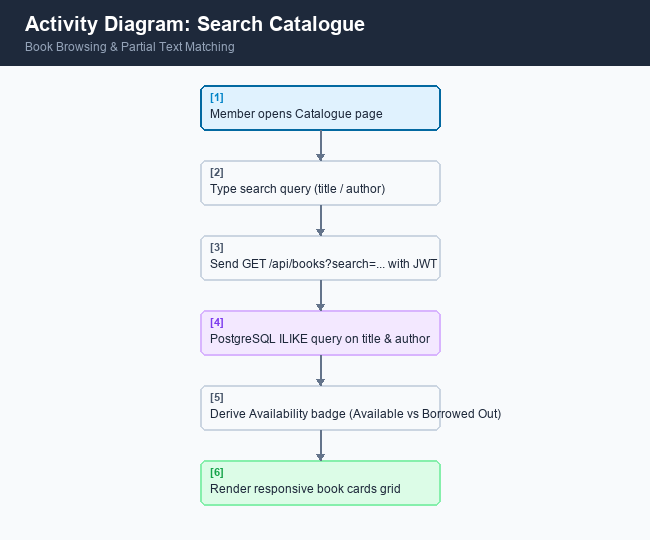 Activity Diagram: Search Catalogue
Book Browsing & Partial Text Matching
[1]
Member opens Catalogue page
[2]
Type search query (title / author)
[3]
Send GET /api/books?search=... with JWT
[4]
PostgreSQL ILIKE query on title & author
[5]
Derive Availability badge (Available vs Borrowed Out)
[6]
Render responsive book cards grid